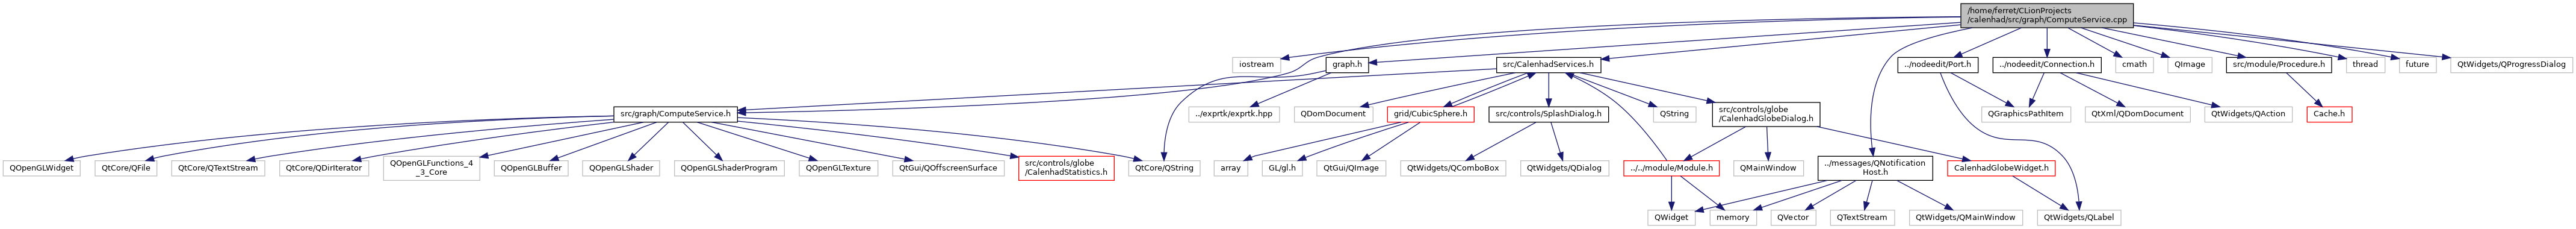 /home/ferret/CLionProjects
/calenhad/src/graph/ComputeService.cpp
iostream
graph.h
src/CalenhadServices.h
../nodeedit/Port.h
../nodeedit/Connection.h
cmath
QImage
src/module/Procedure.h
thread
future
QtWidgets/QProgressDialog
src/graph/ComputeService.h
../exprtk/exprtk.hpp
QDomDocument
grid/CubicSphere.h
src/controls/SplashDialog.h
QString
src/controls/globe
/CalenhadGlobeDialog.h
QGraphicsPathItem
QtXml/QDomDocument
QtWidgets/QAction
Cache.h
QOpenGLWidget
QtCore/QFile
QtCore/QTextStream
QtCore/QDirIterator
QOpenGLFunctions_4
_3_Core
QOpenGLBuffer
QOpenGLShader
QOpenGLShaderProgram
QOpenGLTexture
QtGui/QOffscreenSurface
src/controls/globe
/CalenhadStatistics.h
QtCore/QString
array
GL/gl.h
QtGui/QImage
QtWidgets/QComboBox
QtWidgets/QDialog
../../module/Module.h
QMainWindow
../messages/QNotification
Host.h
CalenhadGlobeWidget.h
QWidget
memory
QVector
QTextStream
QtWidgets/QMainWindow
QtWidgets/QLabel